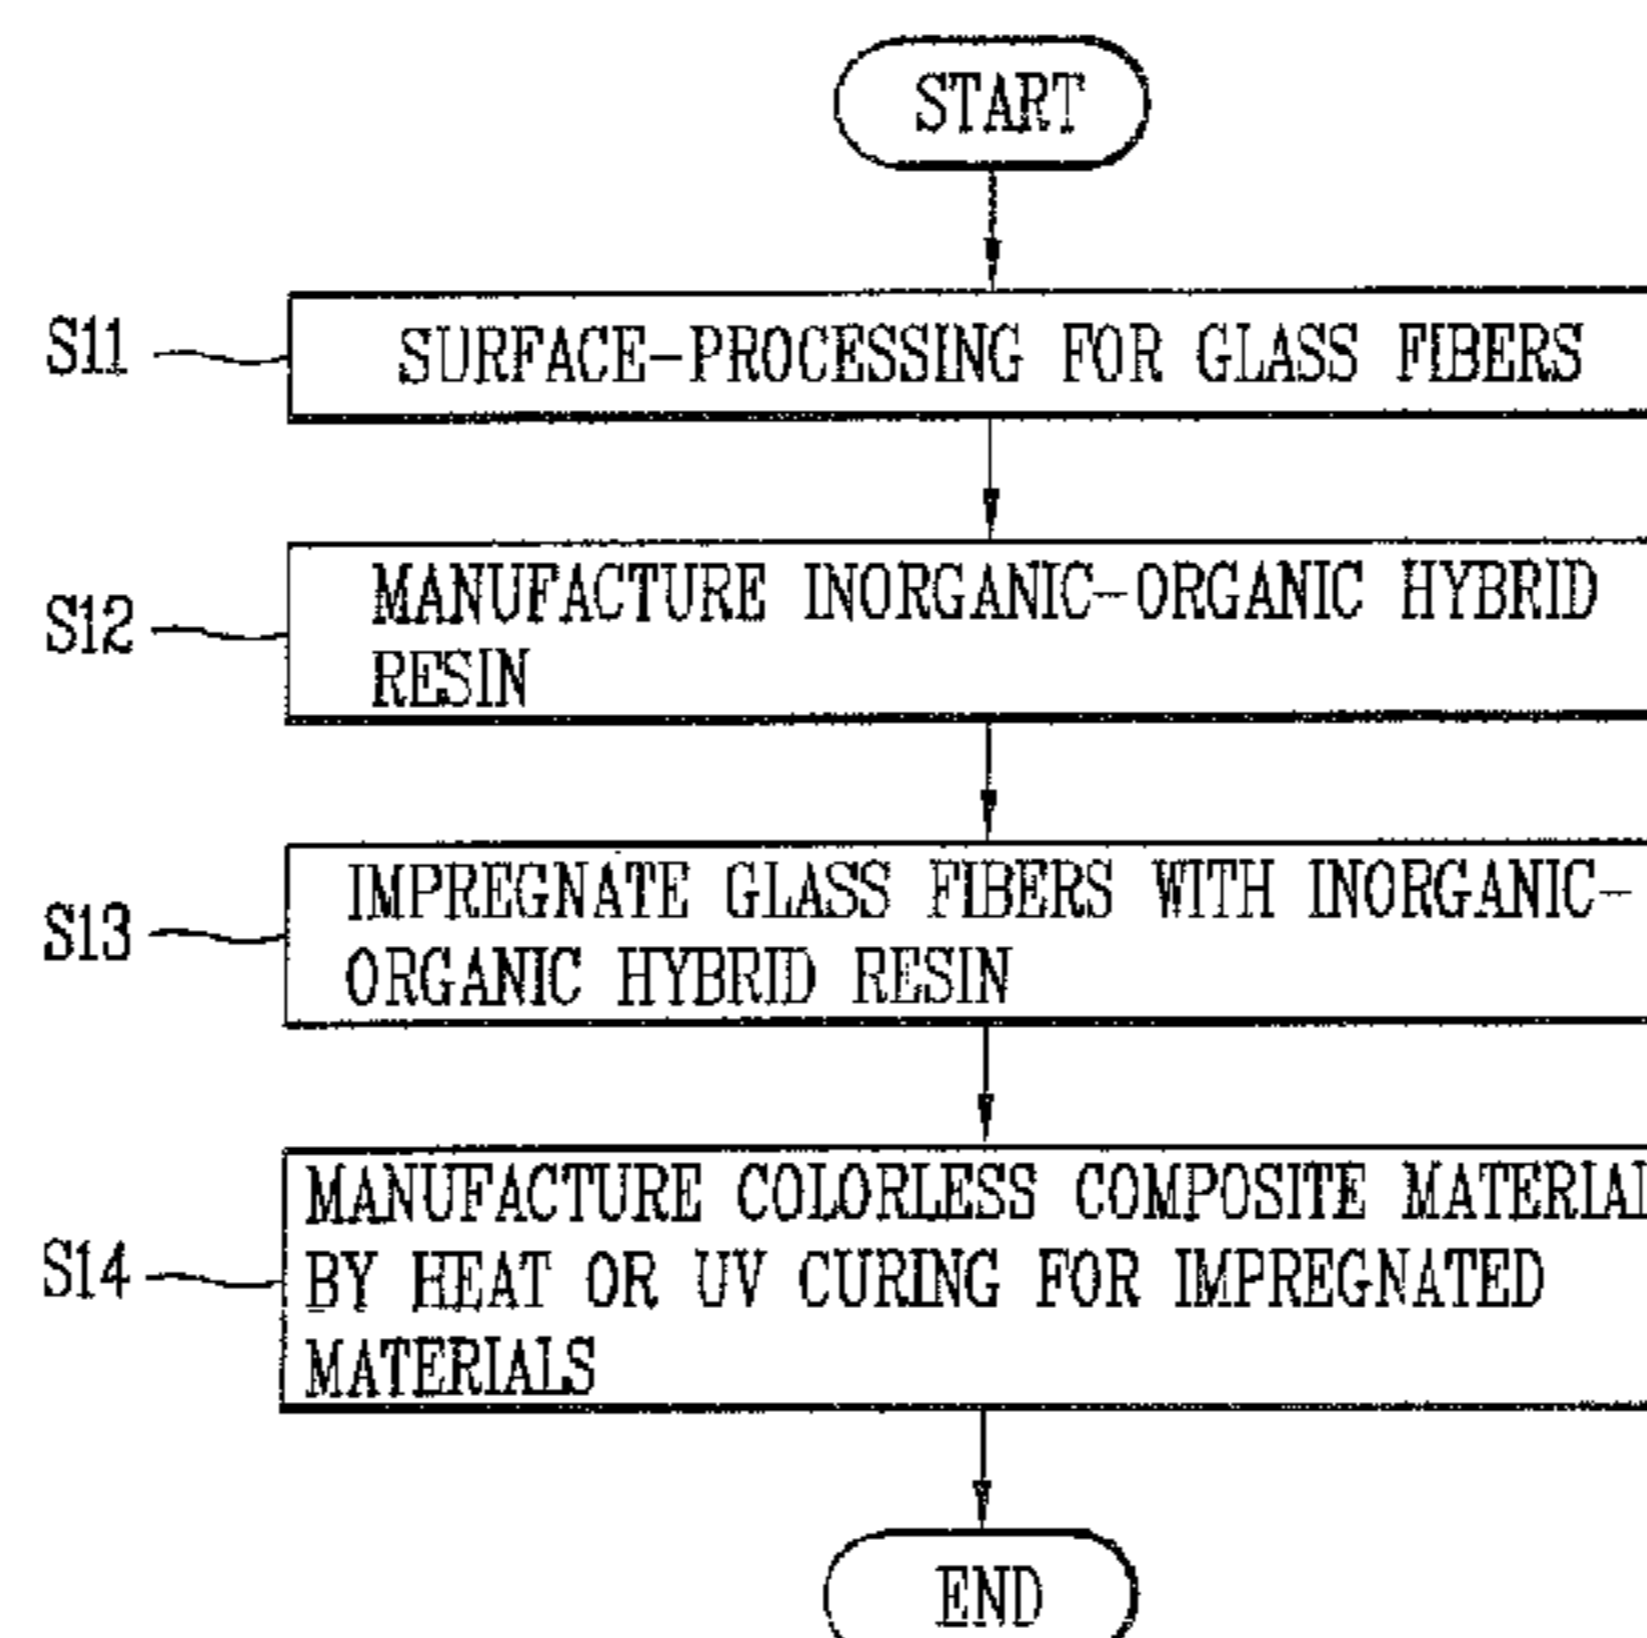 START
S11
SURFACE-PROCESSING FOR GLASS FIBERS
S12
MANUFACTURE INORGANIC-ORGANIC HYBRID
RESIN
S13
IMPREGNATE GLASS FIBERS WITH INORGANIC-
ORGANIC HYBRID RESIN
S14
MANUFACTURE COLORLESS COMPOSITE MATERIAL
BY HEAT OR UV CURING FOR IMPREGNATED
MATERIALS
END